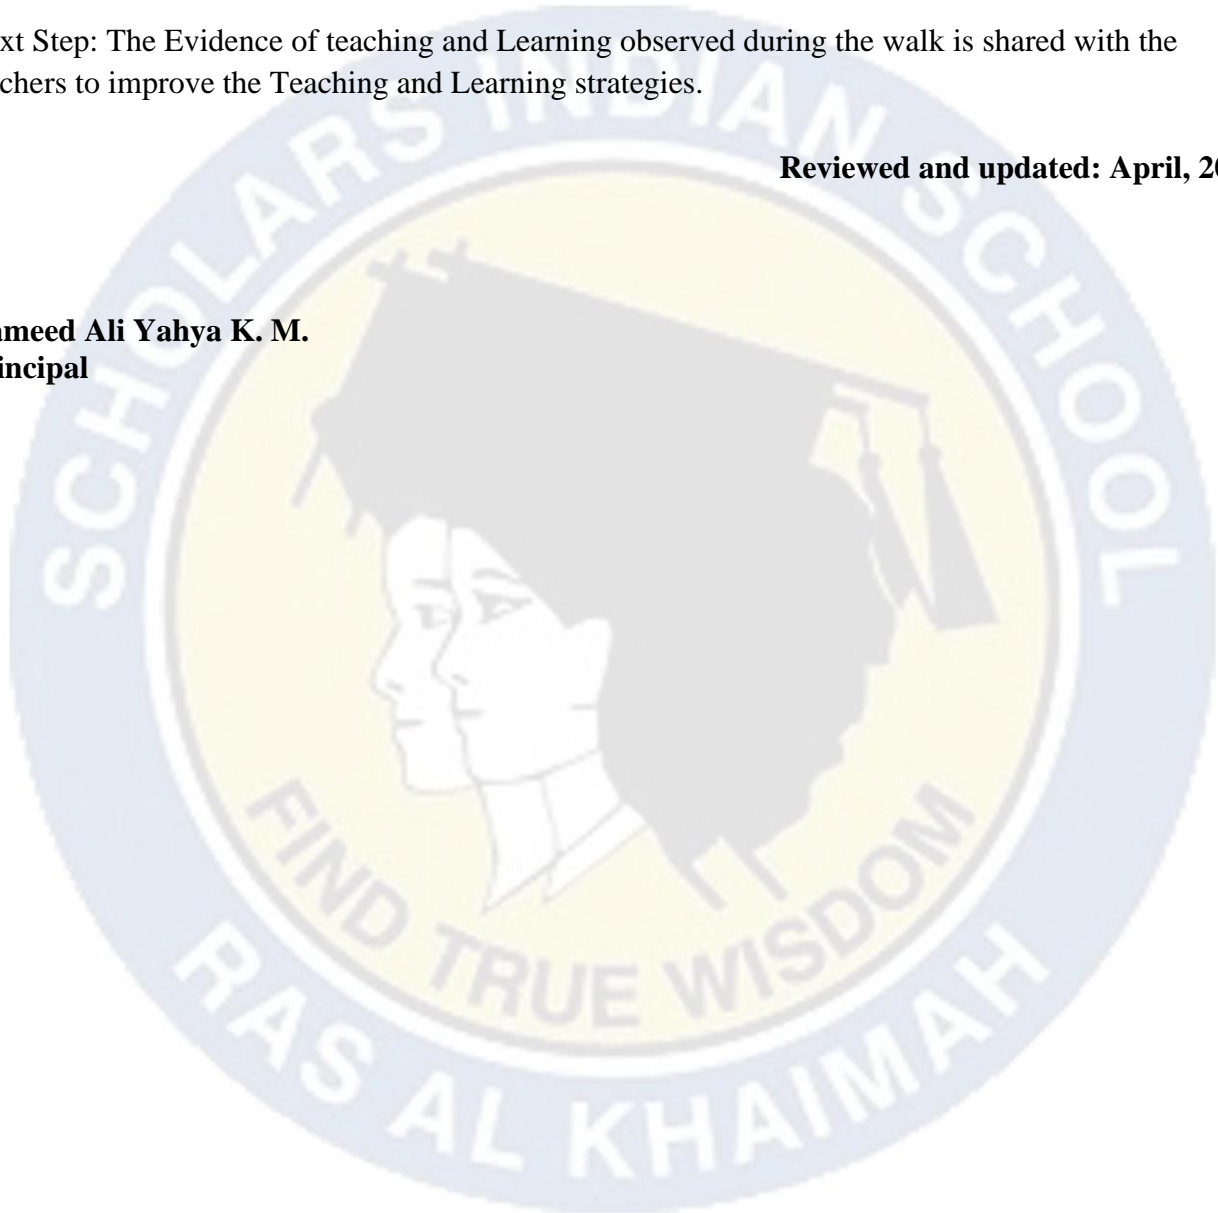 xt Step: The Evidence of teaching and Learning observed during the walk is shared with the
chers to improve the Teaching and Learning strategies.
Reviewed and updated: April, 20
ameed Ali Yahya K. M.
incipal
SCHOLARS INDIAN SCHOOL
FIND TRUE WISDOM
RAS AL KHAIMAH